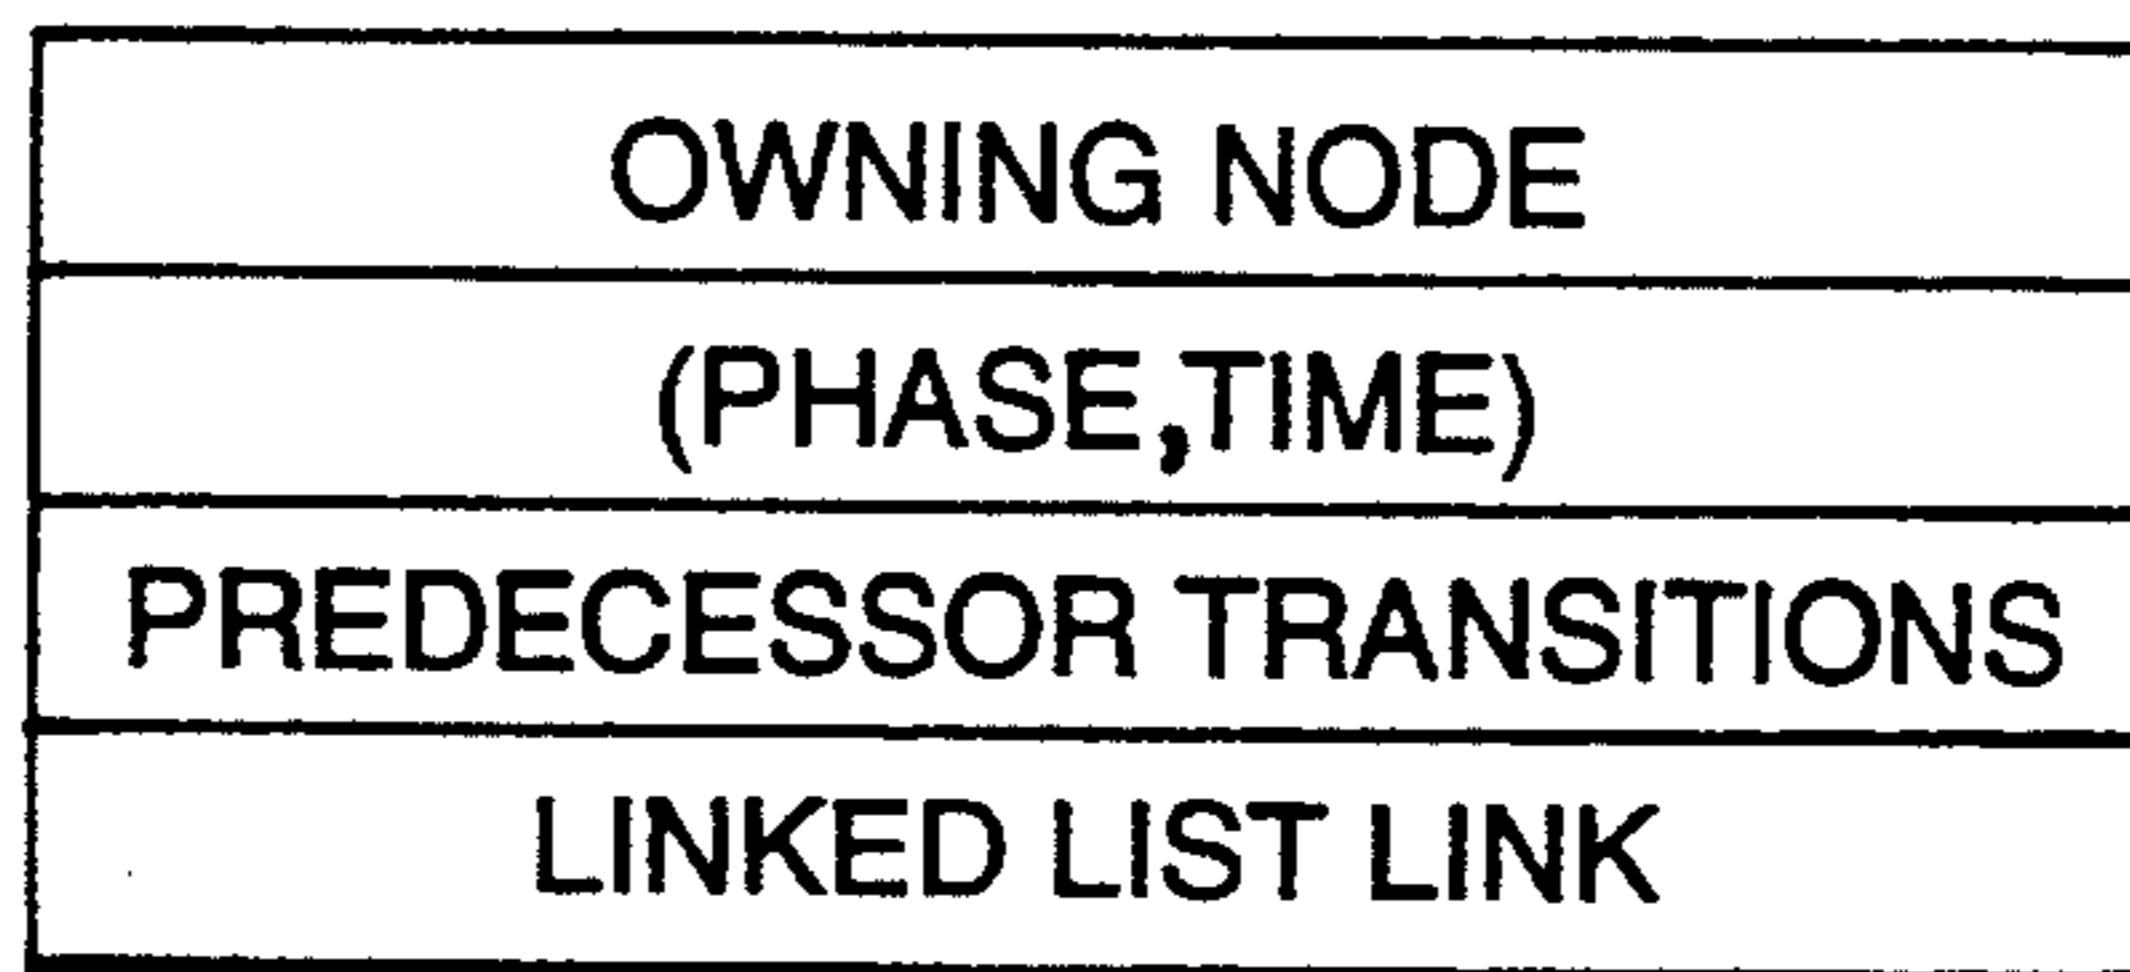 OWNING NODE
(PHASE,TIME)
PREDECESSOR TRANSITIONS
LINKED LIST LINK